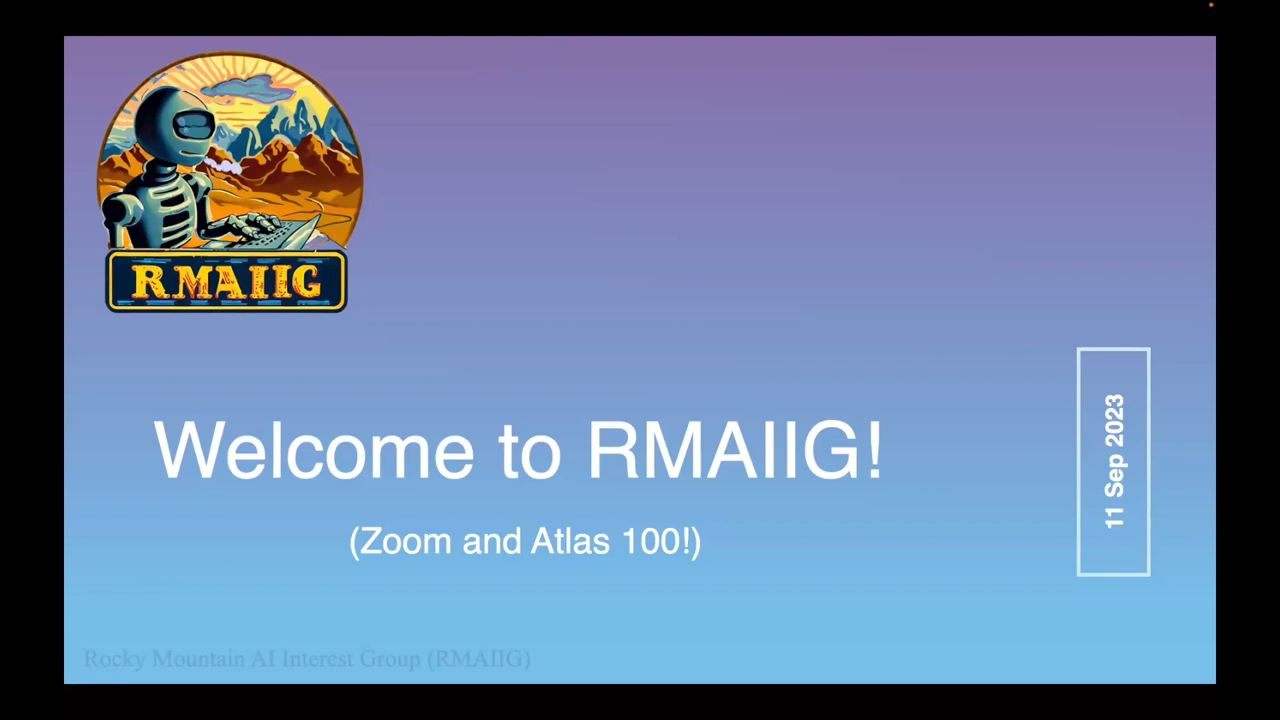 RMAIIG
Welcome to RMAIIG!
(Zoom and Atlas 100!)
11 Sep 2023
Rocky Mountain AI Interest Group (RMAIIG)